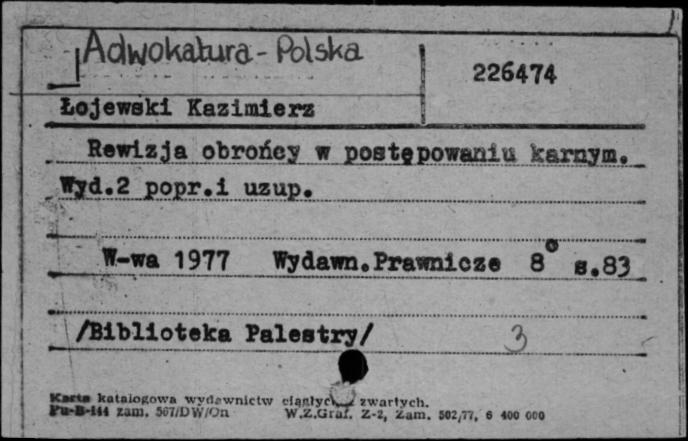 Adwokatura - Polska
226474
Łojewski Kazimierz
Rewizja obrońcy w postępowaniu karnym.
Wyd.2 popr.i uzup.
W-wa 1977 Wydawn.Prawnicze 8° s.83
/Biblioteka Palestry/ 3
Karta katalogowa wydawnictw ciągłych i zwartych.
Pu-B-144 zam. 567/DW/On W.Z.Graf. Z-2, Zam. 502/77, 6 400 000